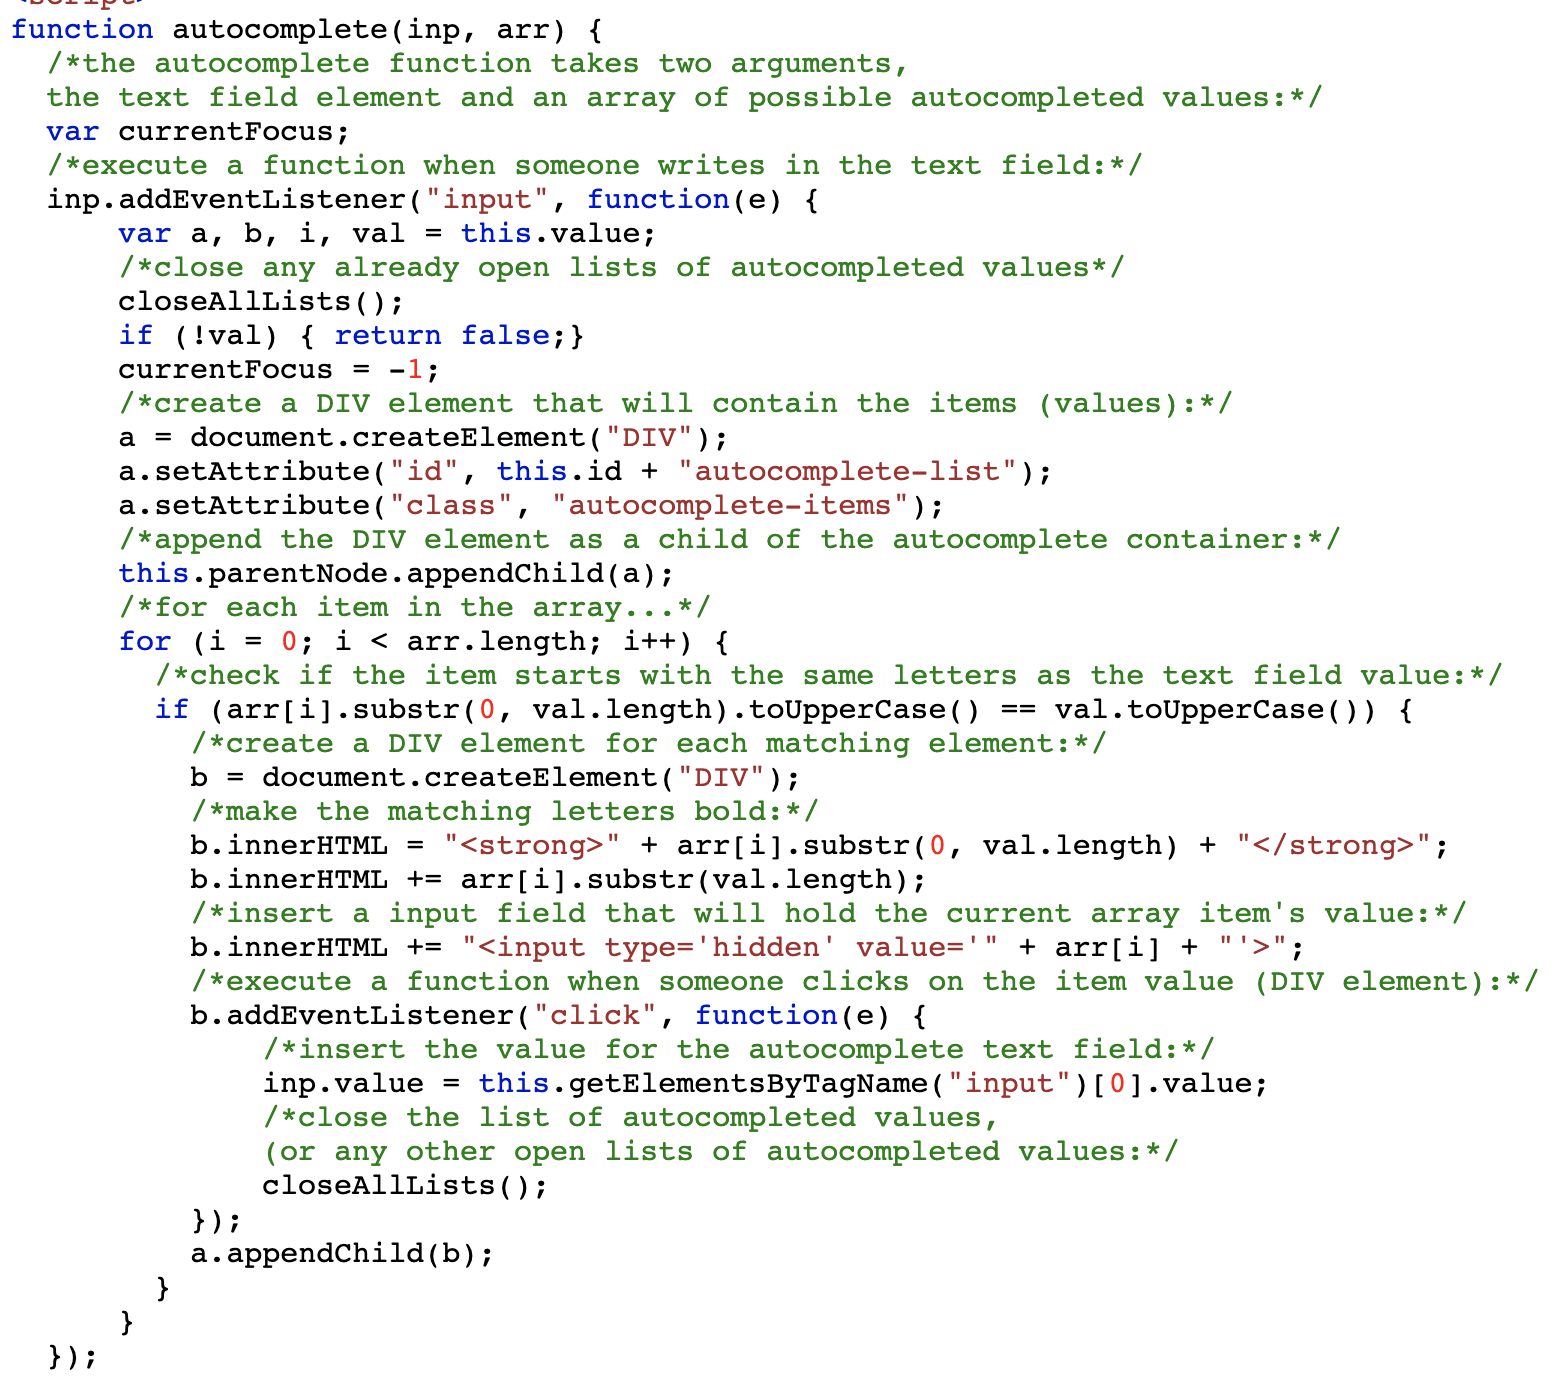 <script>
function autocomplete(inp, arr) {
  /*the autocomplete function takes two arguments,
  the text field element and an array of possible autocompleted values:*/
  var currentFocus;
  /*execute a function when someone writes in the text field:*/
  inp.addEventListener("input", function(e) {
      var a, b, i, val = this.value;
      /*close any already open lists of autocompleted values*/
      closeAllLists();
      if (!val) { return false;}
      currentFocus = -1;
      /*create a DIV element that will contain the items (values):*/
      a = document.createElement("DIV");
      a.setAttribute("id", this.id + "autocomplete-list");
      a.setAttribute("class", "autocomplete-items");
      /*append the DIV element as a child of the autocomplete container:*/
      this.parentNode.appendChild(a);
      /*for each item in the array...*/
      for (i = 0; i < arr.length; i++) {
        /*check if the item starts with the same letters as the text field value:*/
        if (arr[i].substr(0, val.length).toUpperCase() == val.toUpperCase()) {
          /*create a DIV element for each matching element:*/
          b = document.createElement("DIV");
          /*make the matching letters bold:*/
          b.innerHTML = "<strong>" + arr[i].substr(0, val.length) + "</strong>";
          b.innerHTML += arr[i].substr(val.length);
          /*insert a input field that will hold the current array item's value:*/
          b.innerHTML += "<input type='hidden' value='" + arr[i] + "'>";
          /*execute a function when someone clicks on the item value (DIV element):*/
          b.addEventListener("click", function(e) {
              /*insert the value for the autocomplete text field:*/
              inp.value = this.getElementsByTagName("input")[0].value;
              /*close the list of autocompleted values,
              (or any other open lists of autocompleted values:*/
              closeAllLists();
          });
          a.appendChild(b);
        }
      }
  });